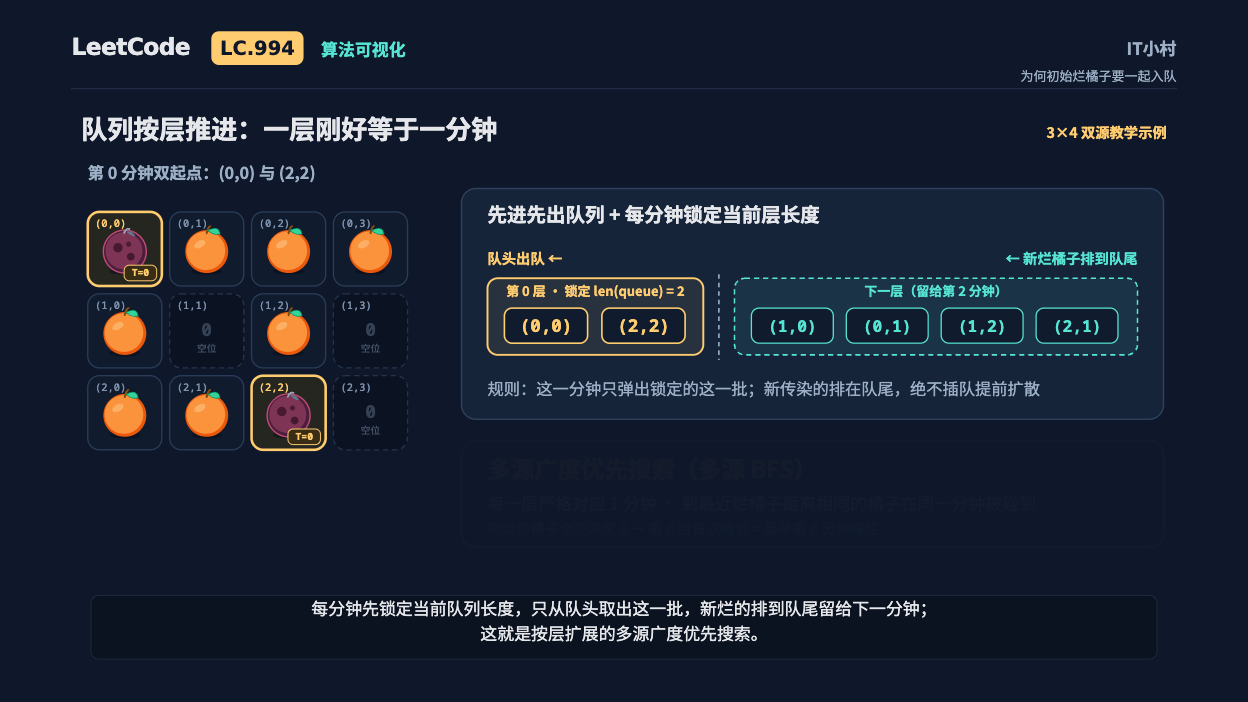 LeetCode LC.994 算法可视化
IT小村
为何初始烂橘子要一起入队
队列按层推进：一层刚好等于一分钟
3×4 双源教学示例
第 0 分钟双起点：(0,0) 与 (2,2)
(0,0) (0,1) (0,2) (0,3)
T=0
(1,0) (1,1) (1,2) (1,3)
0 0
空位 空位
(2,0) (2,1) (2,2) (2,3)
0
T=0 空位
先进先出队列 + 每分钟锁定当前层长度
队头出队 ← ← 新烂橘子排到队尾
第 0 层 · 锁定 len(queue) = 2
(0,0) (2,2)
下一层（留给第 2 分钟）
(1,0) (0,1) (1,2) (2,1)
规则：这一分钟只弹出锁定的这一批；新传染的排在队尾，绝不插队提前扩散
多源广度优先搜索（多源 BFS）
每分钟先锁定当前队列长度，只从队头取出这一批，新烂的排到队尾留给下一分钟；
这就是按层扩展的多源广度优先搜索。